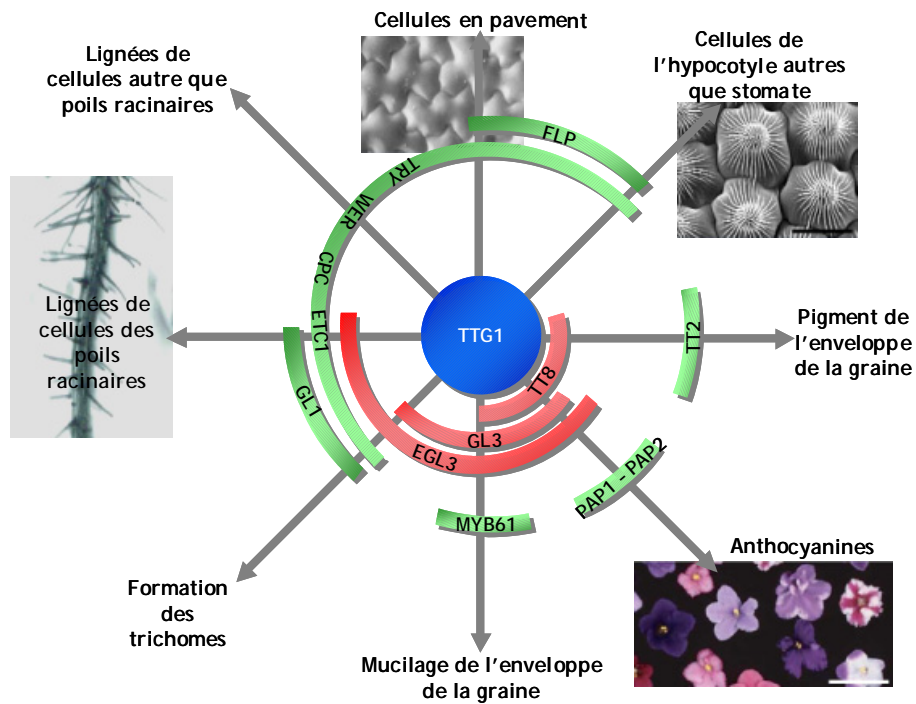 Cellules en pavement
Lignées de
cellules autre que
poils racinaires
Cellules de
l'hypocotyle autres
que stomate
FLP
TRY
WER
CPC
ETC1
Lignées de
cellules des
poils
racinaires
GL1
TTG1
TT8
GL3
EGL3
TT2
Pigment de
l'enveloppe
de la graine
PAP1 - PAP2
MYB61
Anthocyanines
Formation
des
trichomes
Mucilage de l'enveloppe
de la graine